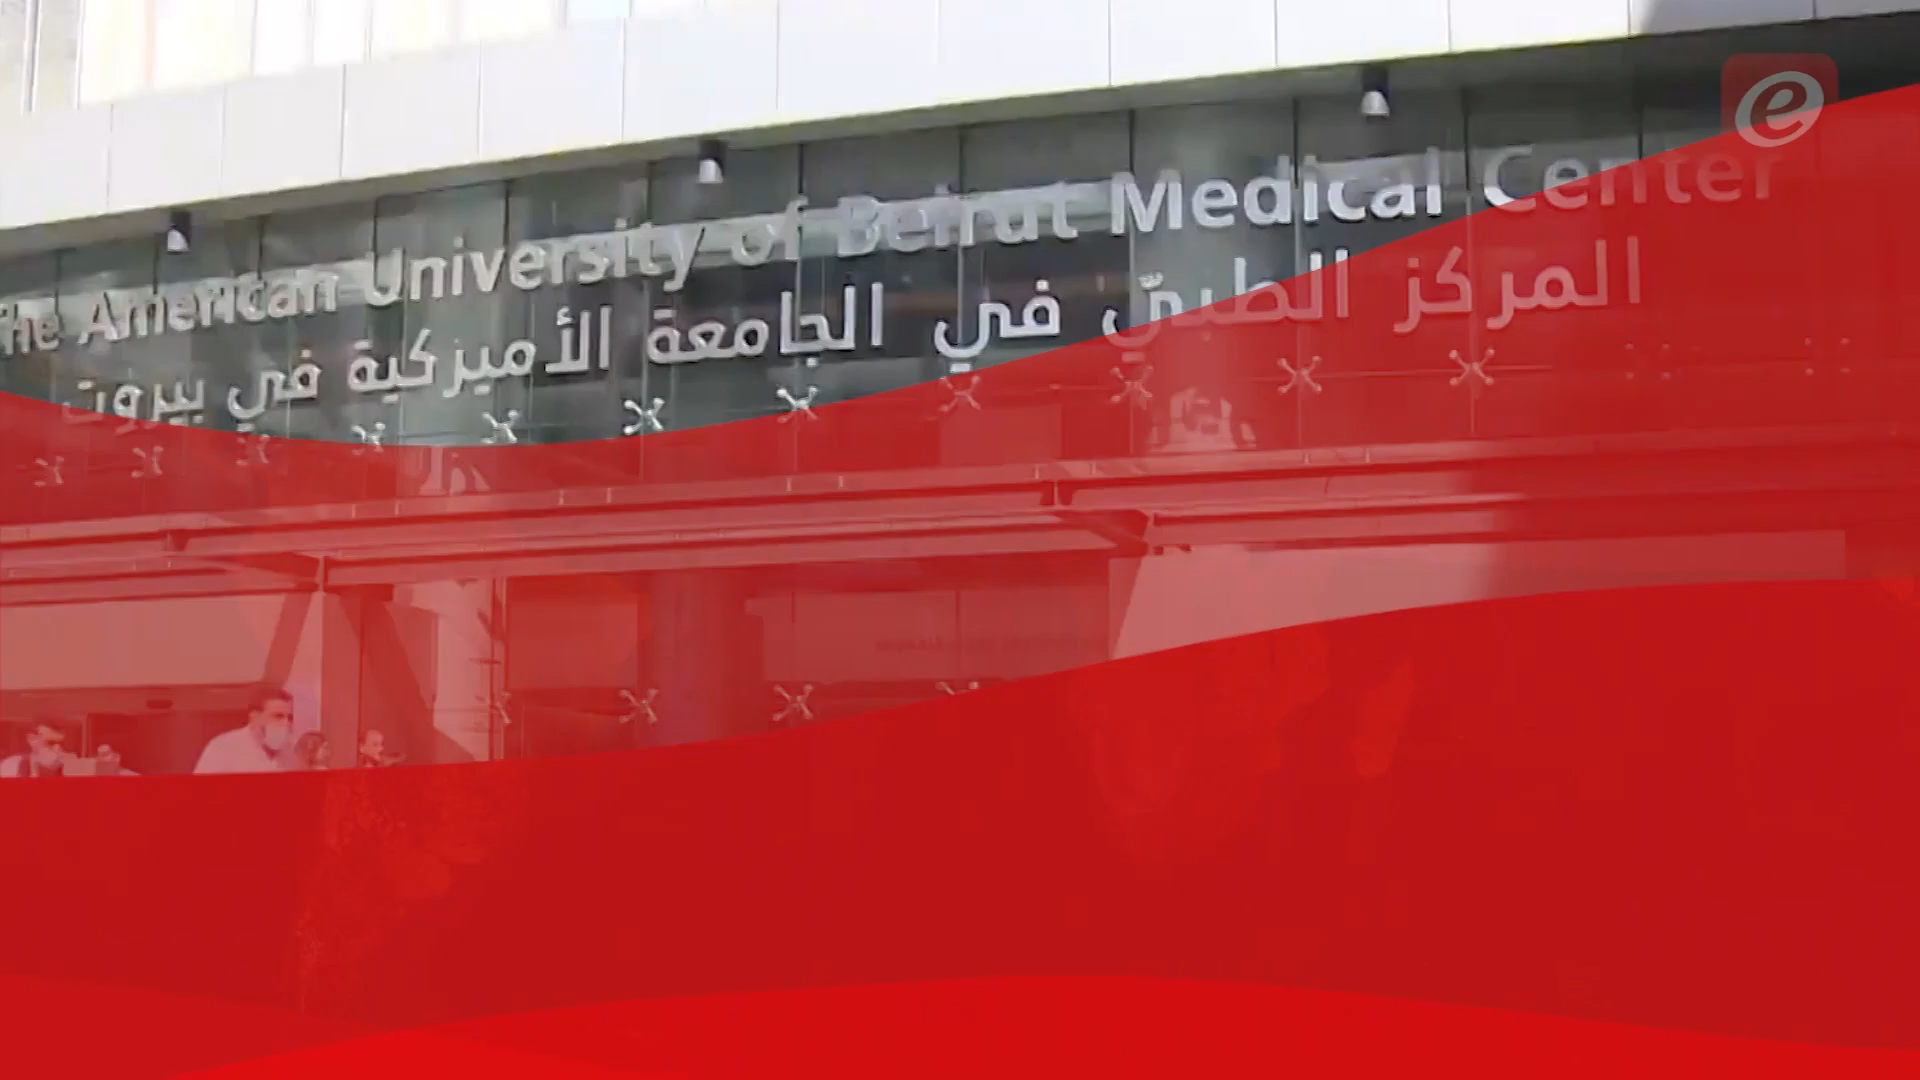 The American University of Beirut Medical Center
المركز الطبيّ في الجامعة الأميركية في بيروت